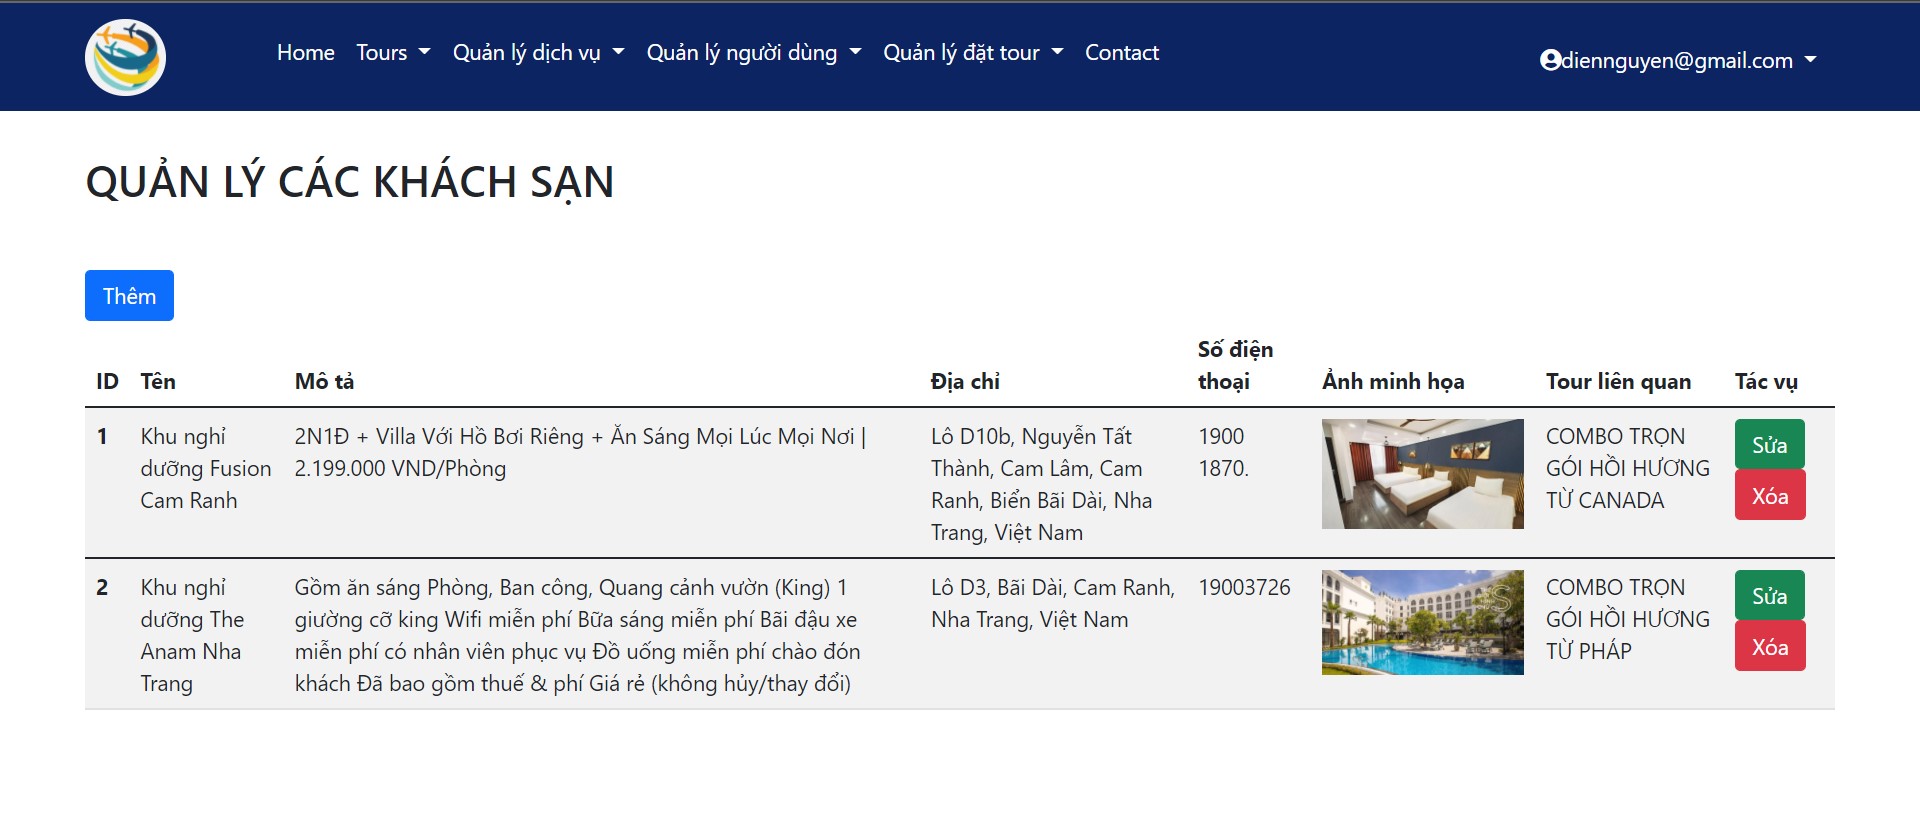 Home Tours Quản lý dịch vụ Quản lý người dùng Quản lý đặt tour Contact diennguyen@gmail.com
QUẢN LÝ CÁC KHÁCH SẠN
Thêm
ID Tên Mô tả Địa chỉ Số điện thoại Ảnh minh họa Tour liên quan Tác vụ
1
Khu nghỉ
dưỡng Fusion
Cam Ranh
2N1Đ + Villa Với Hồ Bơi Riêng + Ăn Sáng Mọi Lúc Mọi Nơi |
2.199.000 VND/Phòng
Lô D10b, Nguyễn Tất
Thành, Cam Lâm, Cam
Ranh, Biển Bãi Dài, Nha
Trang, Việt Nam
1900
1870.
COMBO TRỌN
GÓI HỒI HƯƠNG
TỪ CANADA
Sửa
Xóa
2
Khu nghỉ
dưỡng The
Anam Nha
Trang
Gồm ăn sáng Phòng, Ban công, Quang cảnh vườn (King) 1
giường cỡ king Wifi miễn phí Bữa sáng miễn phí Bãi đậu xe
miễn phí có nhân viên phục vụ Đồ uống miễn phí chào đón
khách Đã bao gồm thuế & phí Giá rẻ (không hủy/thay đổi)
Lô D3, Bãi Dài, Cam Ranh,
Nha Trang, Việt Nam
19003726
COMBO TRỌN
GÓI HỒI HƯƠNG
TỪ PHÁP
Sửa
Xóa